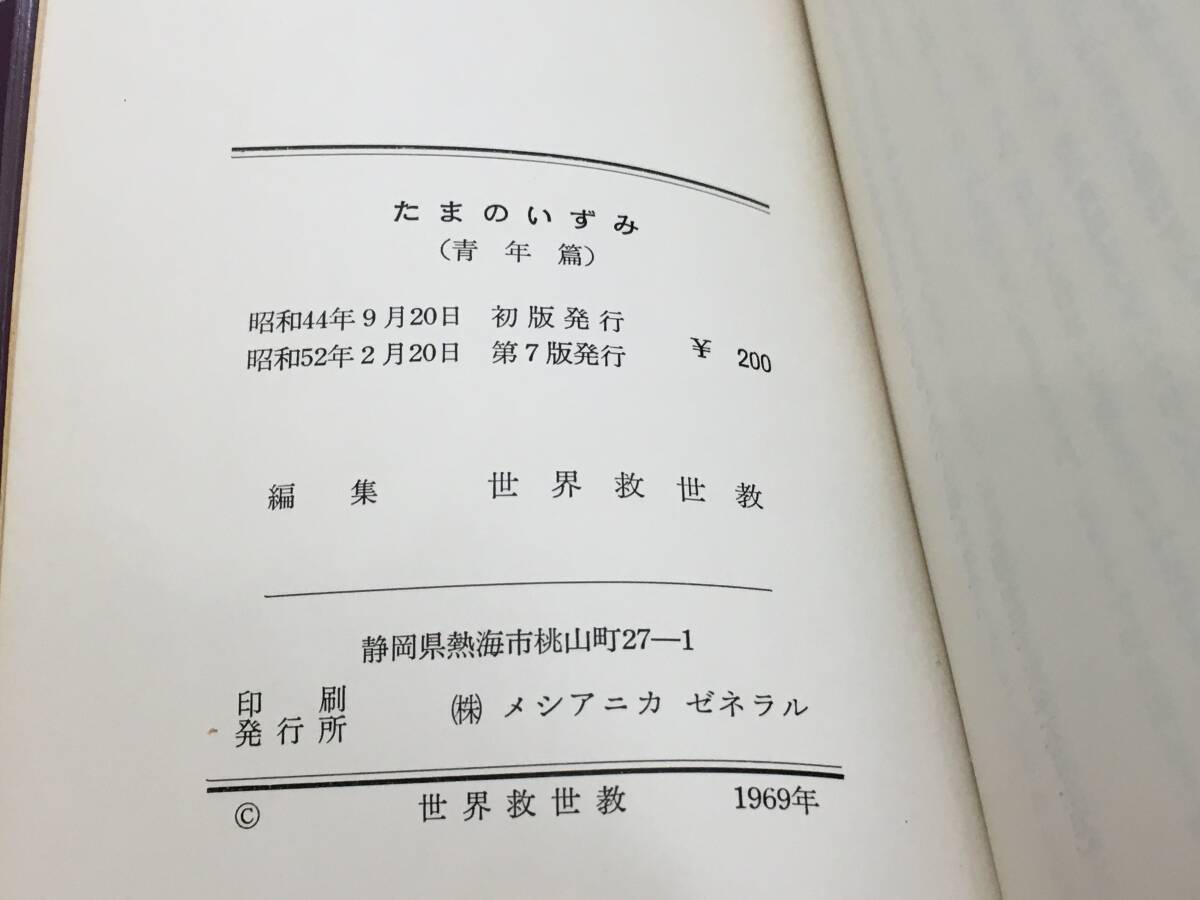 たまのいずみ
（青年篇）
昭和44年9月20日 初版発行
昭和52年2月20日 第7版発行 ¥ 200
編集 世界救世教
静岡県熱海市桃山町27―1
印刷
発行所 ㈱ メシアニカ ゼネラル
© 世界救世教 1969年